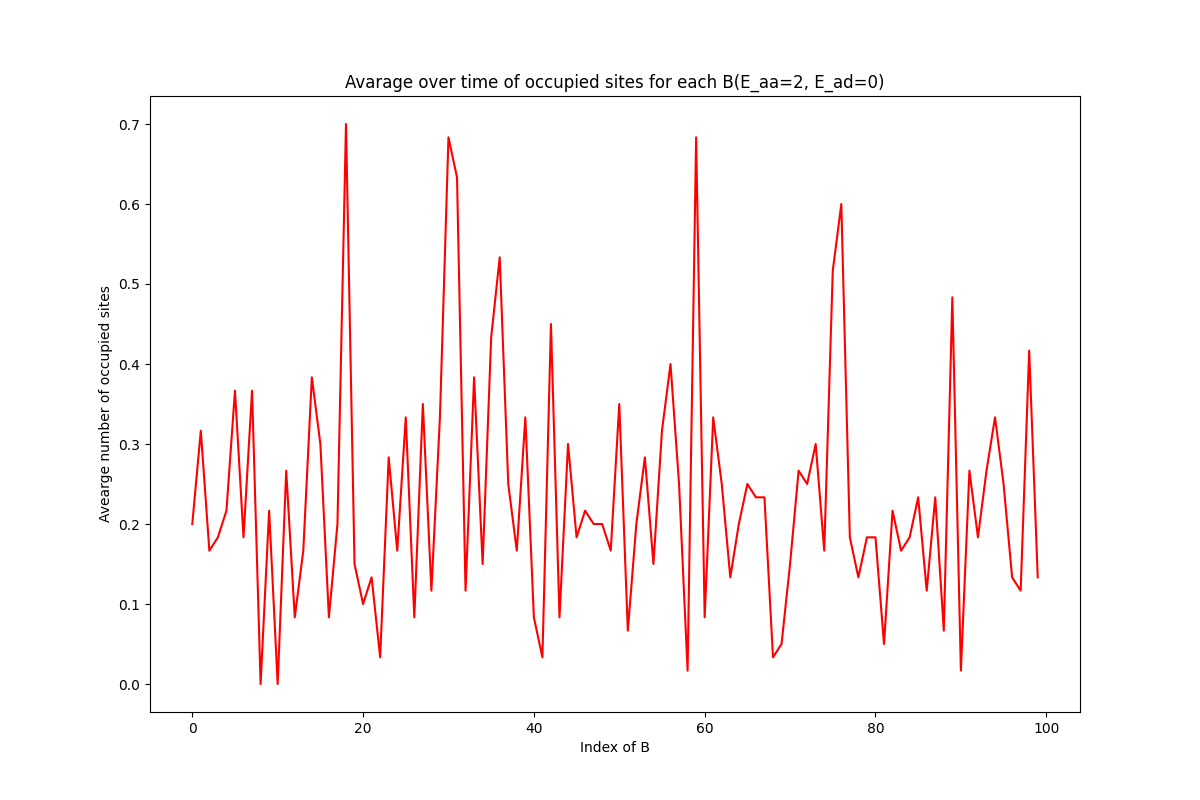 Avarage over time of occupied sites for each B(E_aa=2, E_ad=0)
0.7
0.6
0.5
0.4
0.3
0.2
0.1
0.0
Avearge number of occupied sites
0 20 40 60 80 100
Index of B